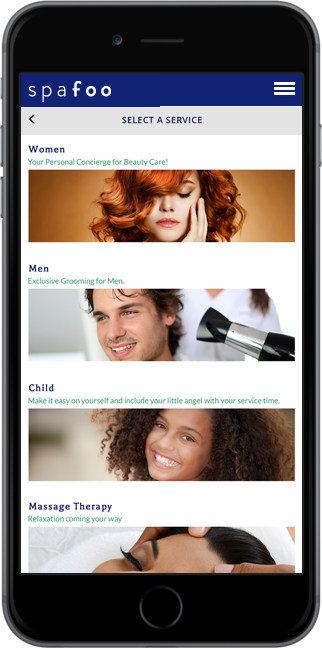 spafoo
SELECT A SERVICE
Women
Your Personal Concierge for Beauty Care!
Men
Exclusive Grooming for Men.
Child
Make it easy on yourself and include your little angel with your service time.
Massage Therapy
Relaxation coming your way